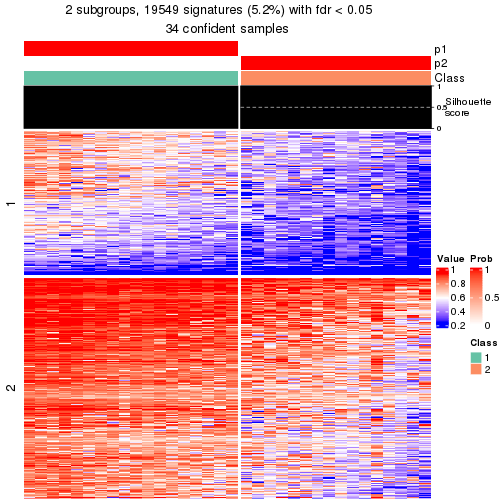 2 subgroups, 19549 signatures (5.2%) with fdr < 0.05
34 confident samples
p1
p2
Class
1
0.5
0
Silhouette
score
1
2
Value
1
0.8
0.6
0.4
0.2
Prob
1
0.5
0
Class
1
2